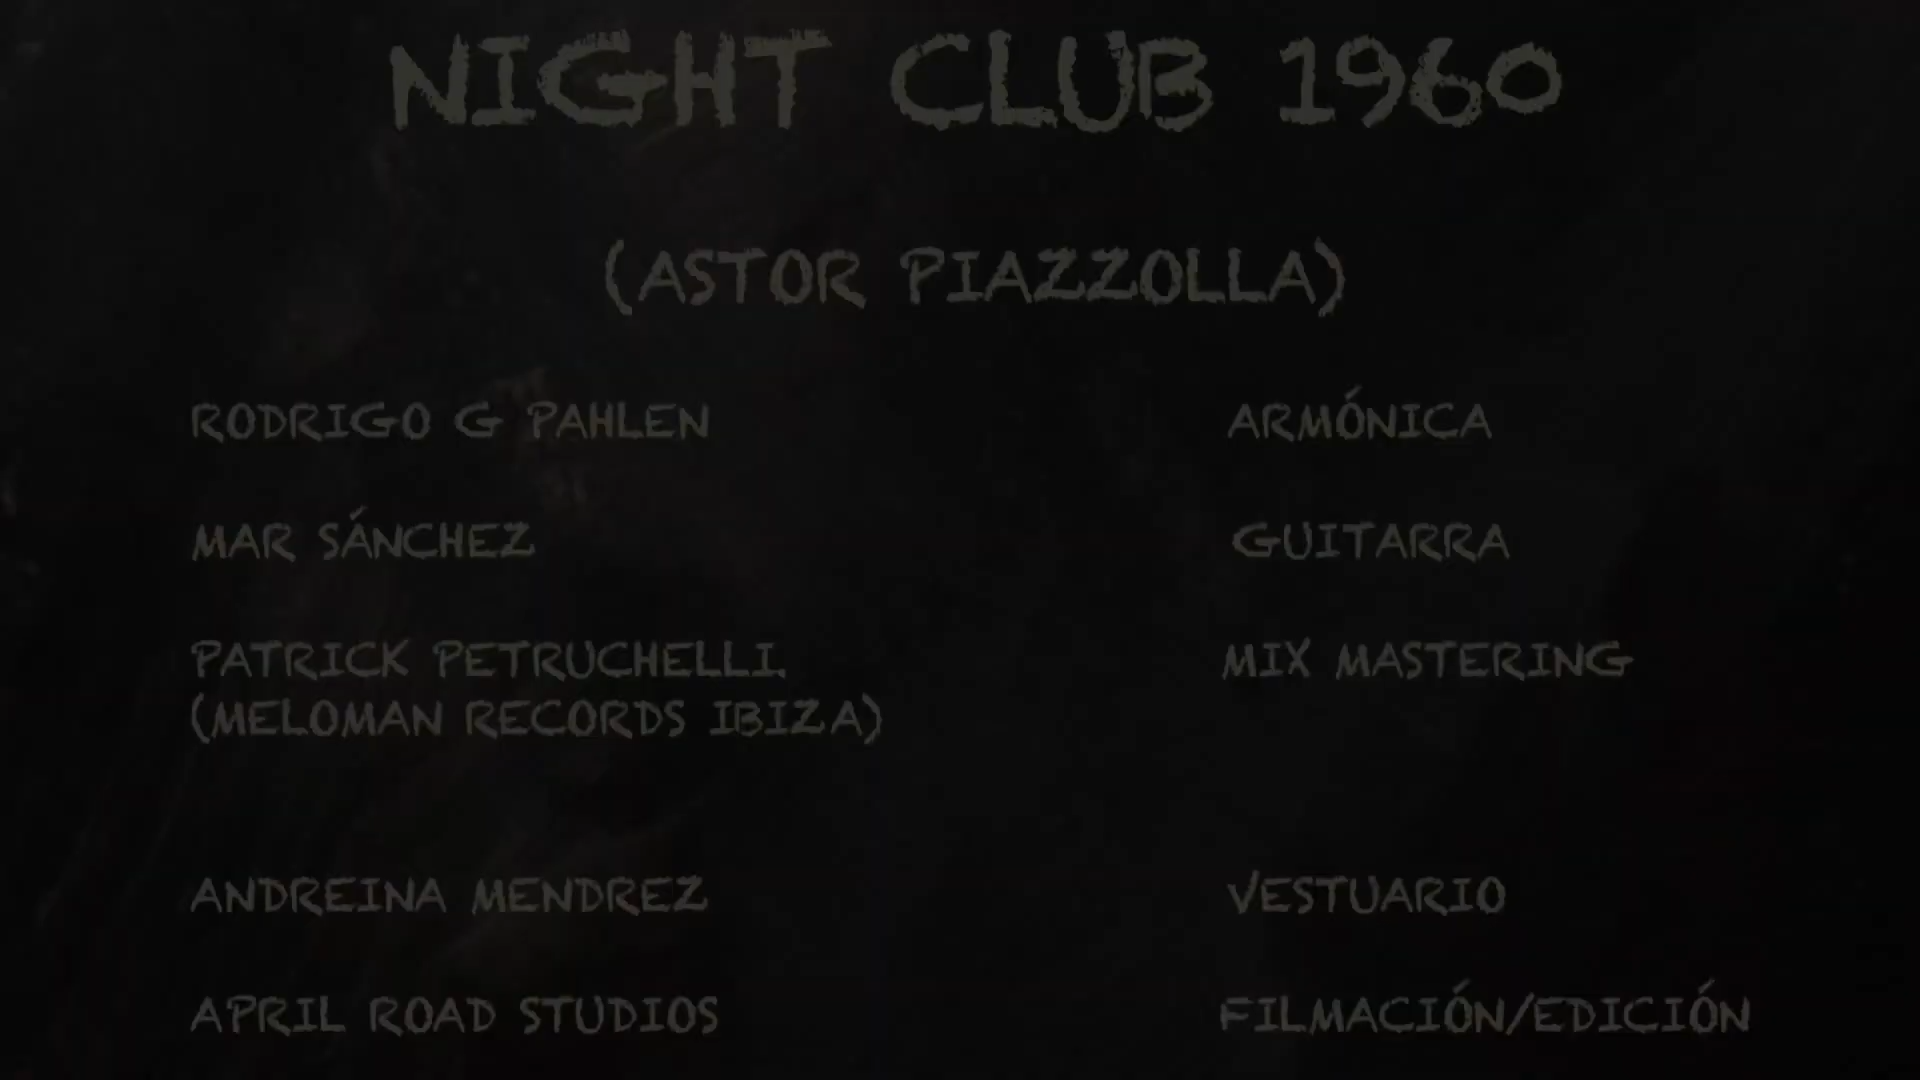 NIGHT CLUB 1960
(ASTOR PIAZZOLLA)
RODRIGO G PAHLEN ARMÓNICA
MAR SÁNCHEZ GUITARRA
PATRICK PETRUCHELLI. MIX MASTERING
(MELOMAN RECORDS IBIZA)
ANDREINA MENDREZ VESTUARIO
APRIL ROAD STUDIOS FILMACIÓN/EDICIÓN